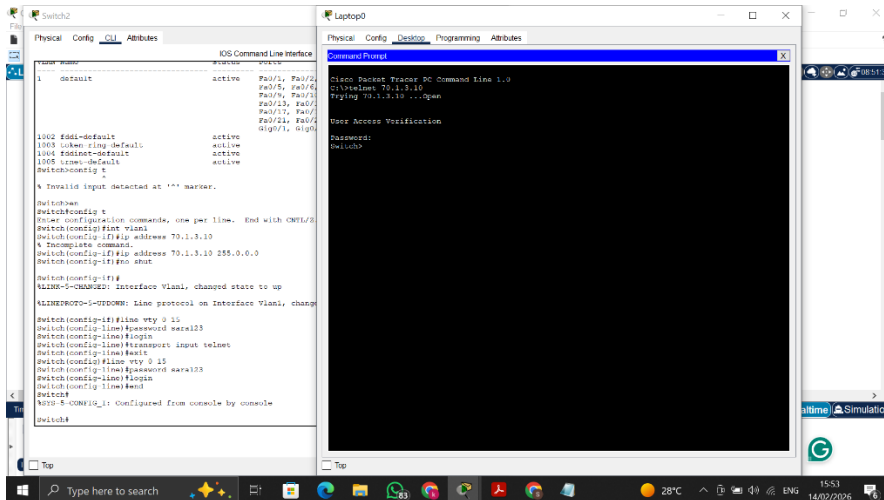 Switch2
Physical Config CLI Attributes
IOS Command Line Interface
1 default active Fa0/1, Fa0/2,
Fa0/5, Fa0/6,
Fa0/9, Fa0/10
Fa0/13, Fa0/1
Fa0/17, Fa0/1
Fa0/21, Fa0/2
Gig0/1, Gig0/
1002 fddi-default active
1003 token-ring-default active
1004 fddinet-default active
1005 trnet-default active
Switch>config t
^
% Invalid input detected at '^' marker.
Switch>en
Switch#config t
Enter configuration commands, one per line. End with CNTL/Z.
Switch(config)#int vlan1
Switch(config-if)#ip address 70.1.3.10
% Incomplete command.
Switch(config-if)#ip address 70.1.3.10 255.0.0.0
Switch(config-if)#no shut
Switch(config-if)#
%LINK-5-CHANGED: Interface Vlan1, changed state to up
%LINEPROTO-5-UPDOWN: Line protocol on Interface Vlan1, change
Switch(config-if)#line vty 0 15
Switch(config-line)#password sara123
Switch(config-line)#login
Switch(config-line)#transport input telnet
Switch(config-line)#exit
Switch(config)#line vty 0 15
Switch(config-line)#password sara123
Switch(config-line)#login
Switch(config-line)#end
Switch#
%SYS-5-CONFIG_I: Configured from console by console
Switch#
Top
Laptop0
Physical Config Desktop Programming Attributes
Command Prompt X
Cisco Packet Tracer PC Command Line 1.0
C:\>telnet 70.1.3.10
Trying 70.1.3.10 ...Open
User Access Verification
Password:
Switch>
Top
08:51:3
altime Simulatio
Type here to search
83
28°C
ENG
15:53
14/02/2026
6